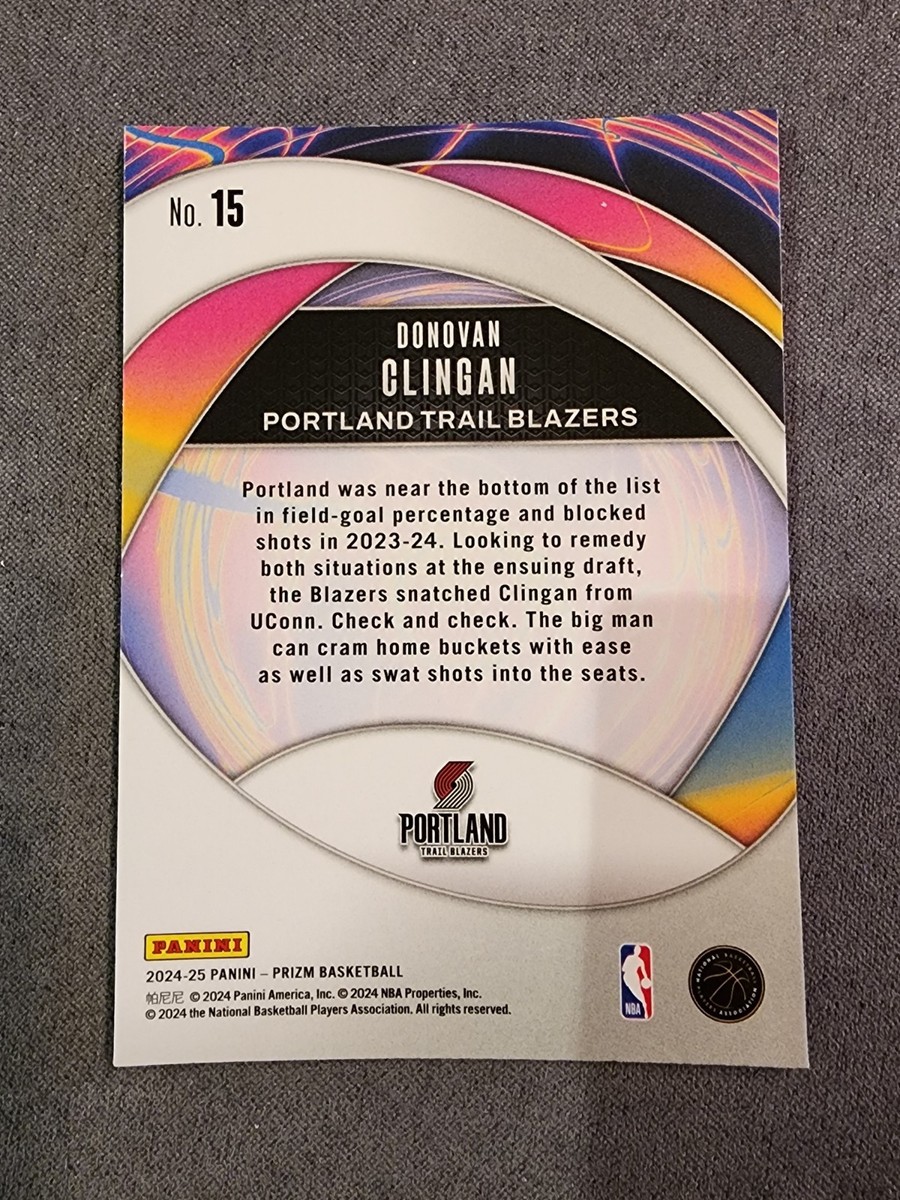 No. 15
DONOVAN
CLINGAN
PORTLAND TRAIL BLAZERS
Portland was near the bottom of the list
in field-goal percentage and blocked
shots in 2023-24. Looking to remedy
both situations at the ensuing draft,
the Blazers snatched Clingan from
UConn. Check and check. The big man
can cram home buckets with ease
as well as swat shots into the seats.
PORTLAND
TRAIL BLAZERS
PANINI
2024-25 PANINI – PRIZM BASKETBALL
帕尼尼 © 2024 Panini America, Inc. © 2024 NBA Properties, Inc.
© 2024 the National Basketball Players Association. All rights reserved.
NBA
NATIONAL BASKETBALL
PLAYERS ASSOCIATION